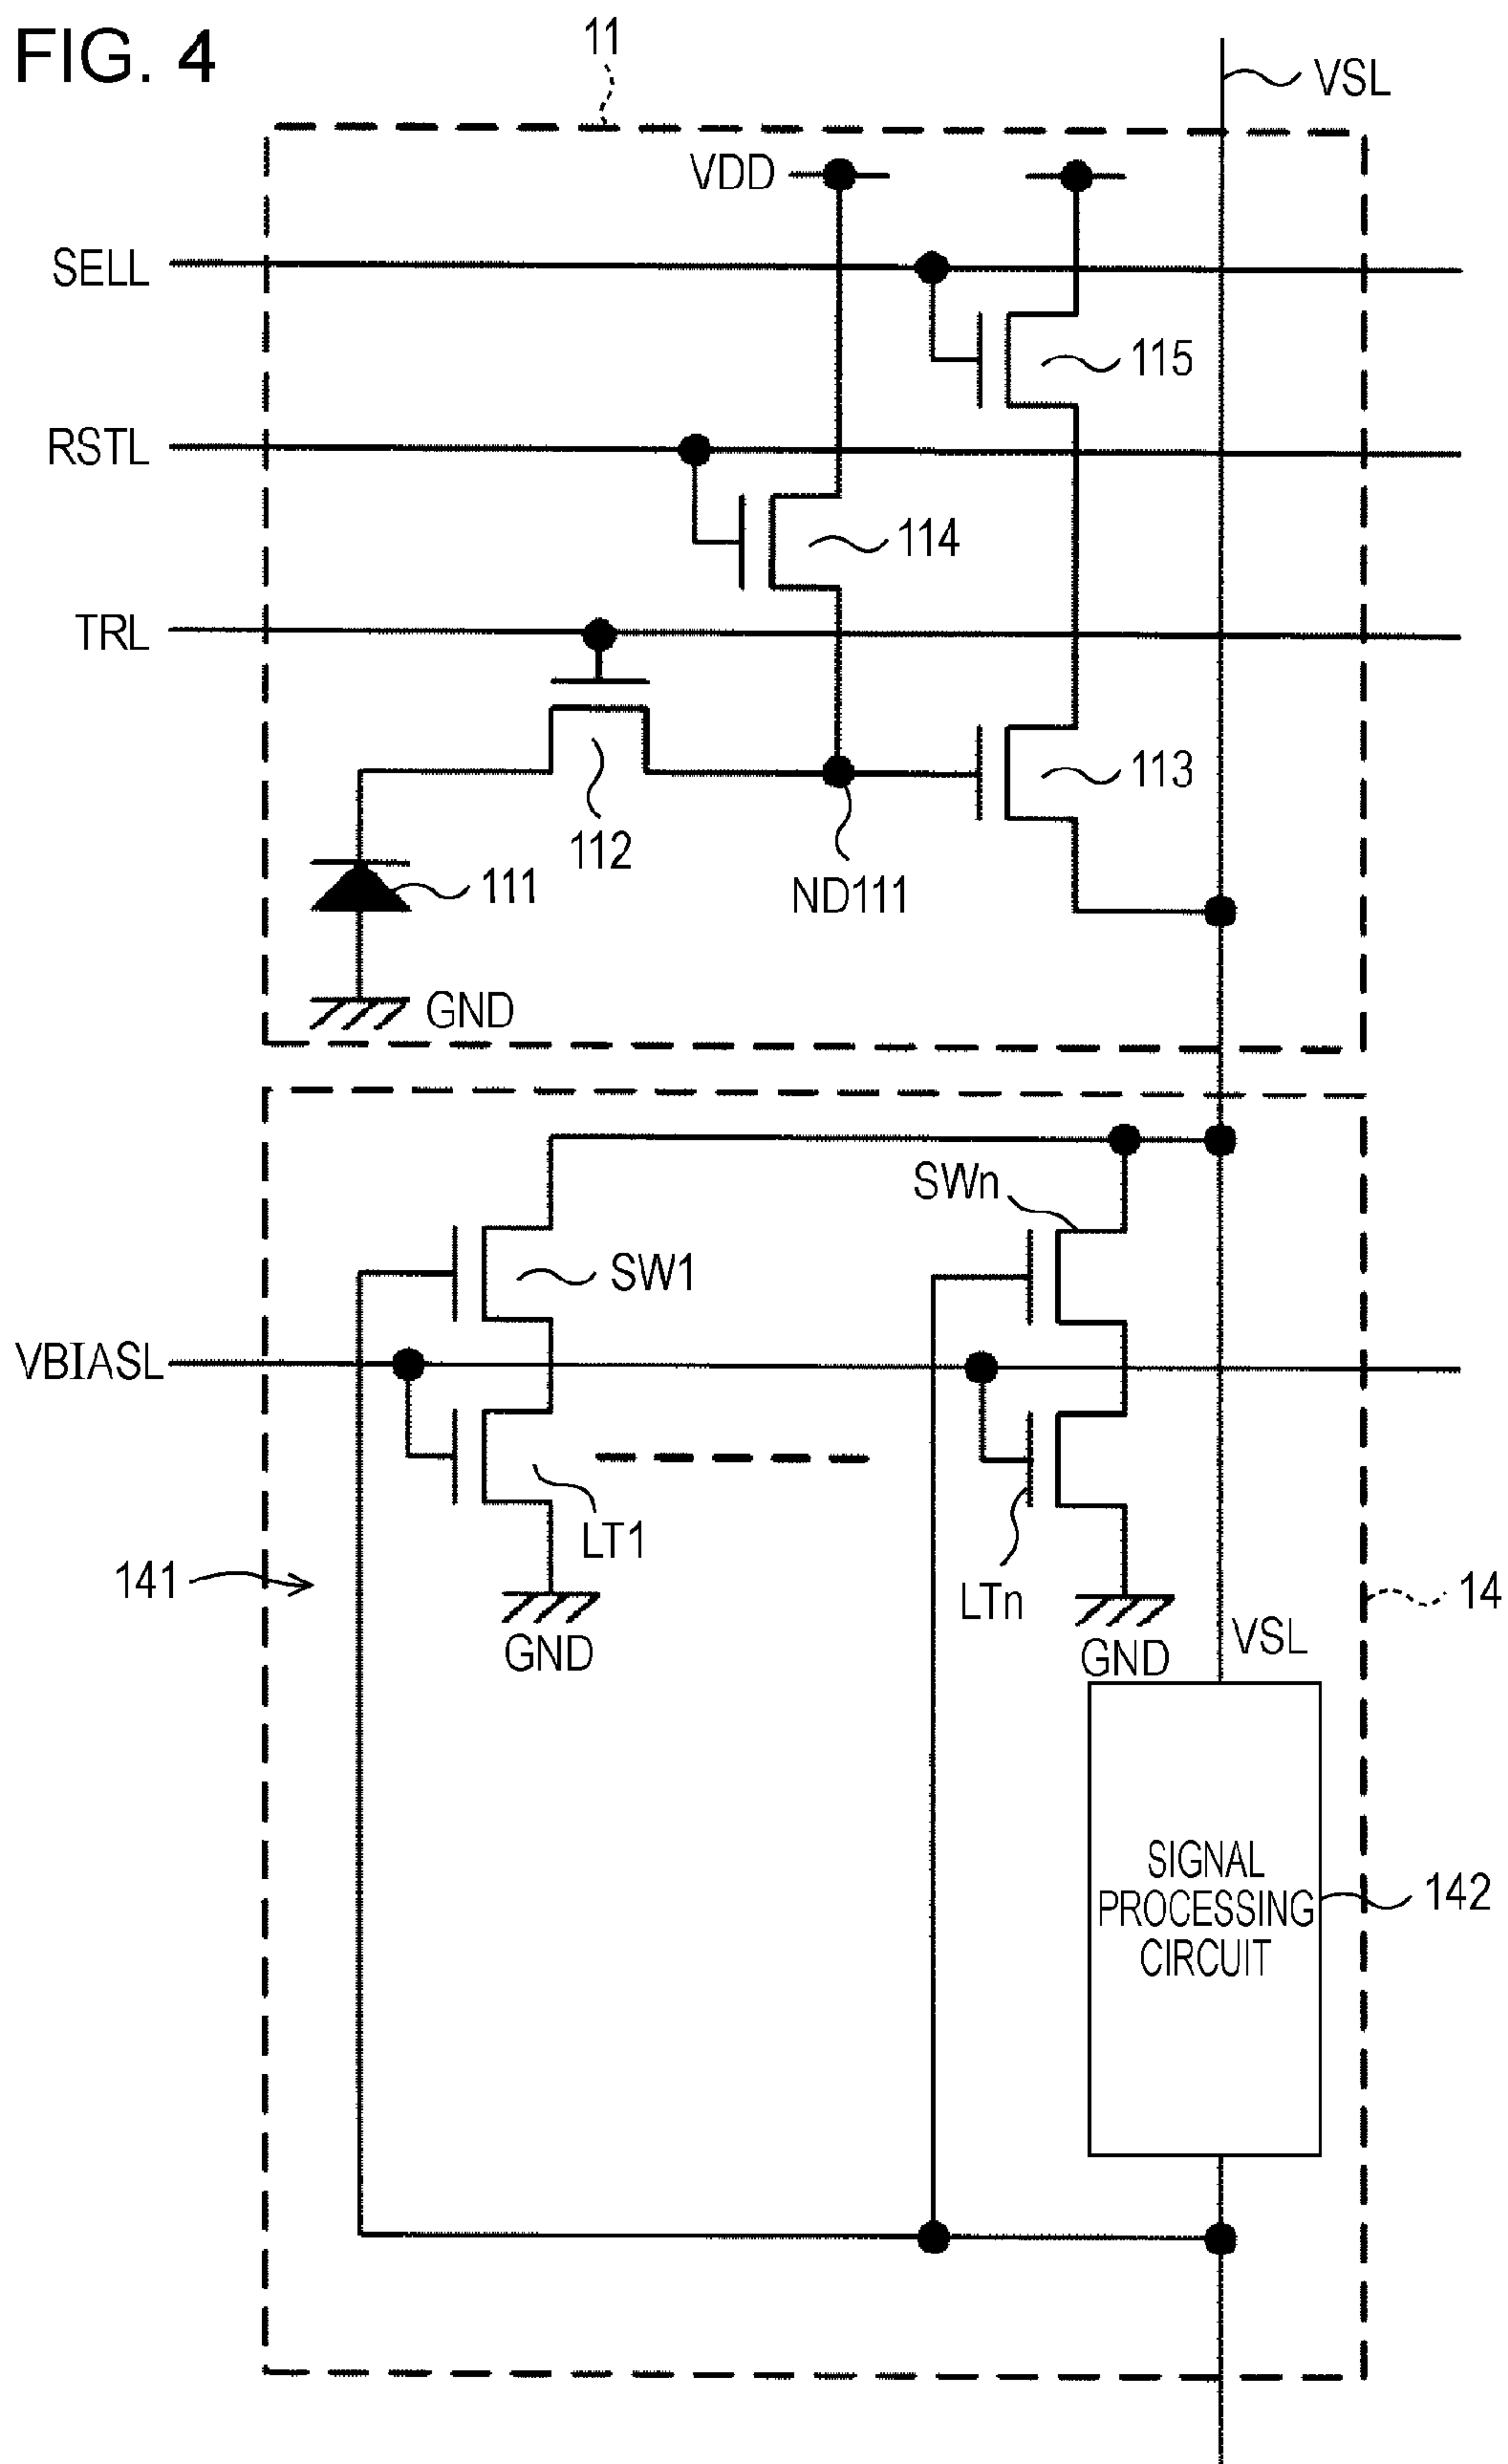 FIG. 4
11
VSL
VDD
SELL
115
RSTL
114
TRL
113
112
111
ND111
GND
SWn
SW1
VBIASL
LT1
141
LTn
14
GND
VSL
GND
SIGNAL
PROCESSING
CIRCUIT
142